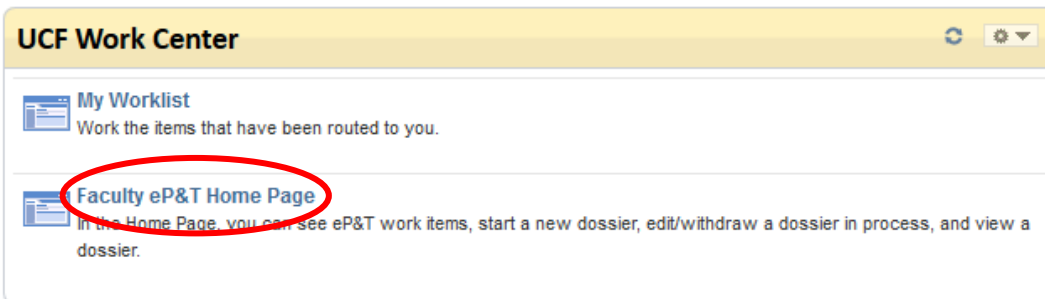 UCF Work Center
My Worklist
Work the items that have been routed to you.
Faculty eP&T Home Page
In the Home Page, you can see eP&T work items, start a new dossier, edit/withdraw a dossier in process, and view a
dossier.